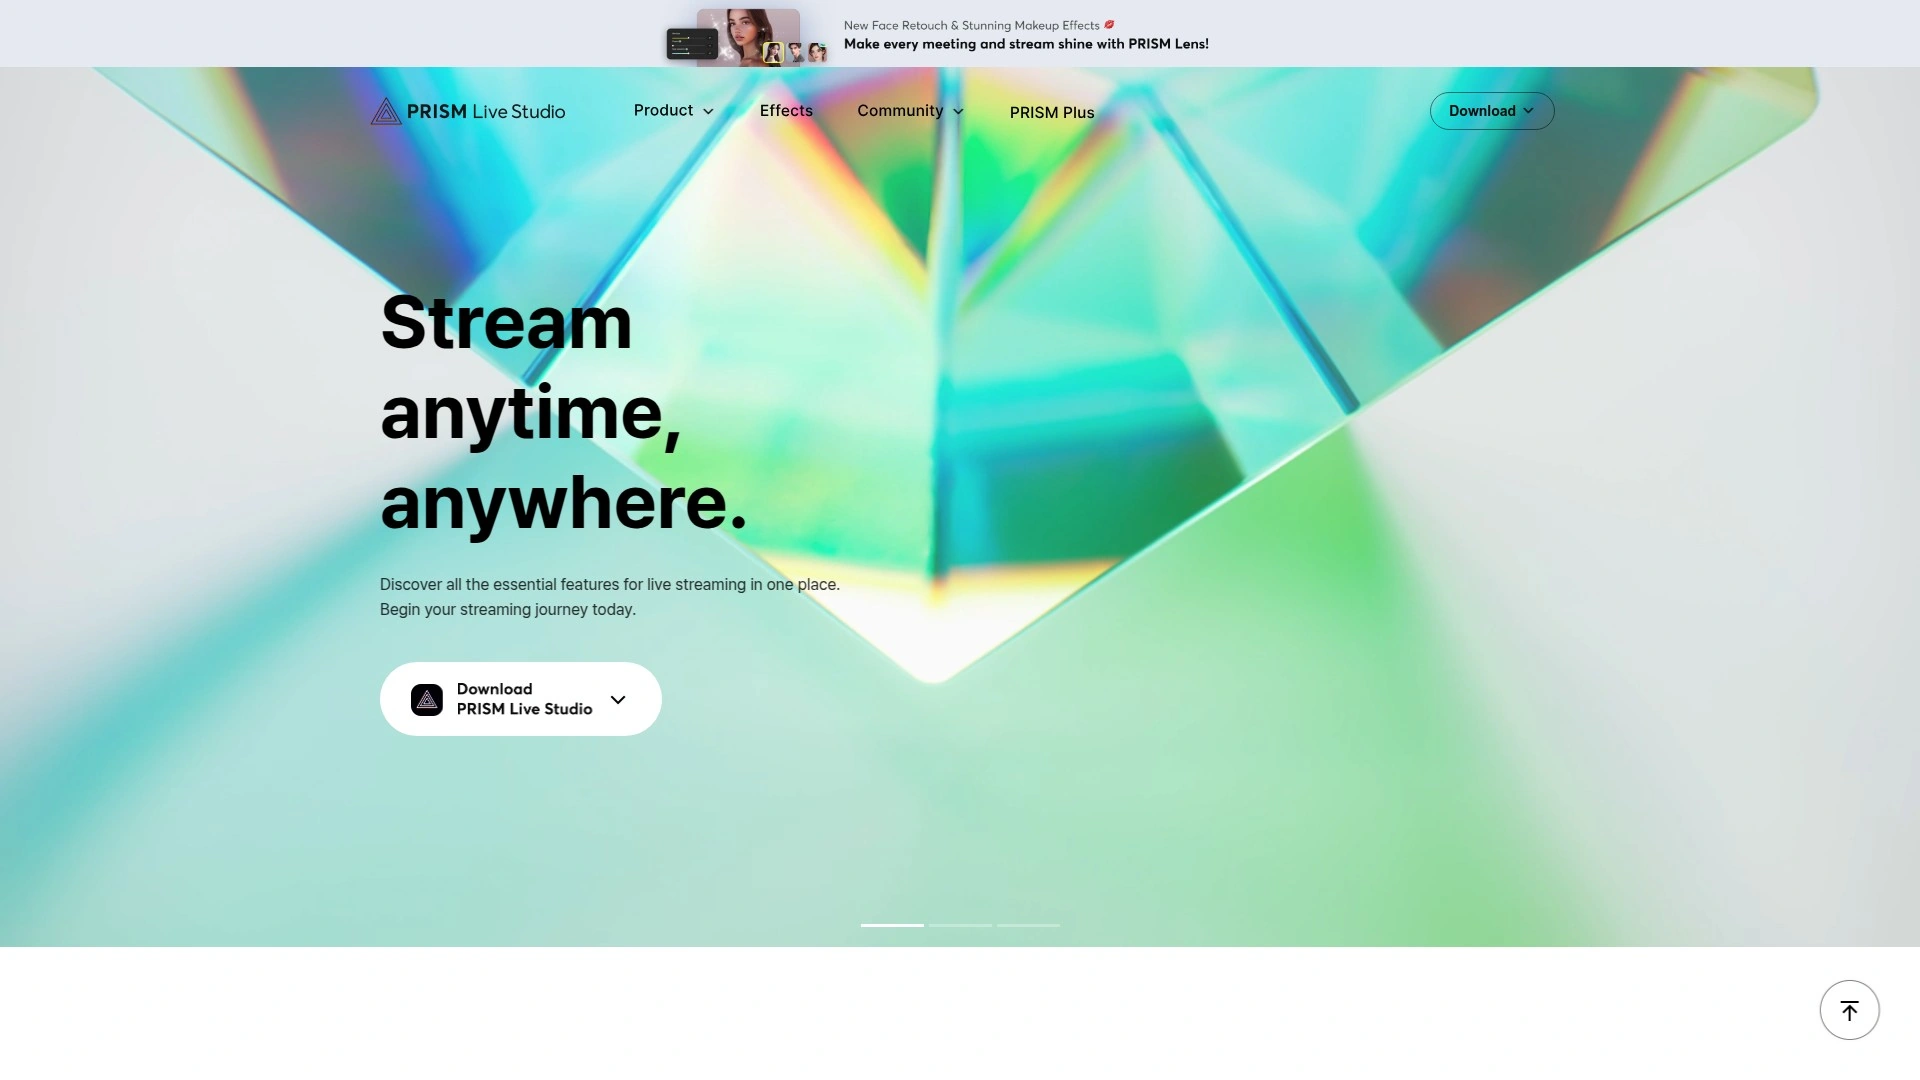 New Face Retouch & Stunning Makeup Effects 💋
Make every meeting and stream shine with PRISM Lens!
PRISM Live Studio
Product
Effects
Community
PRISM Plus
Download
Stream
anytime,
anywhere.
Discover all the essential features for live streaming in one place.
Begin your streaming journey today.
Download
PRISM Live Studio